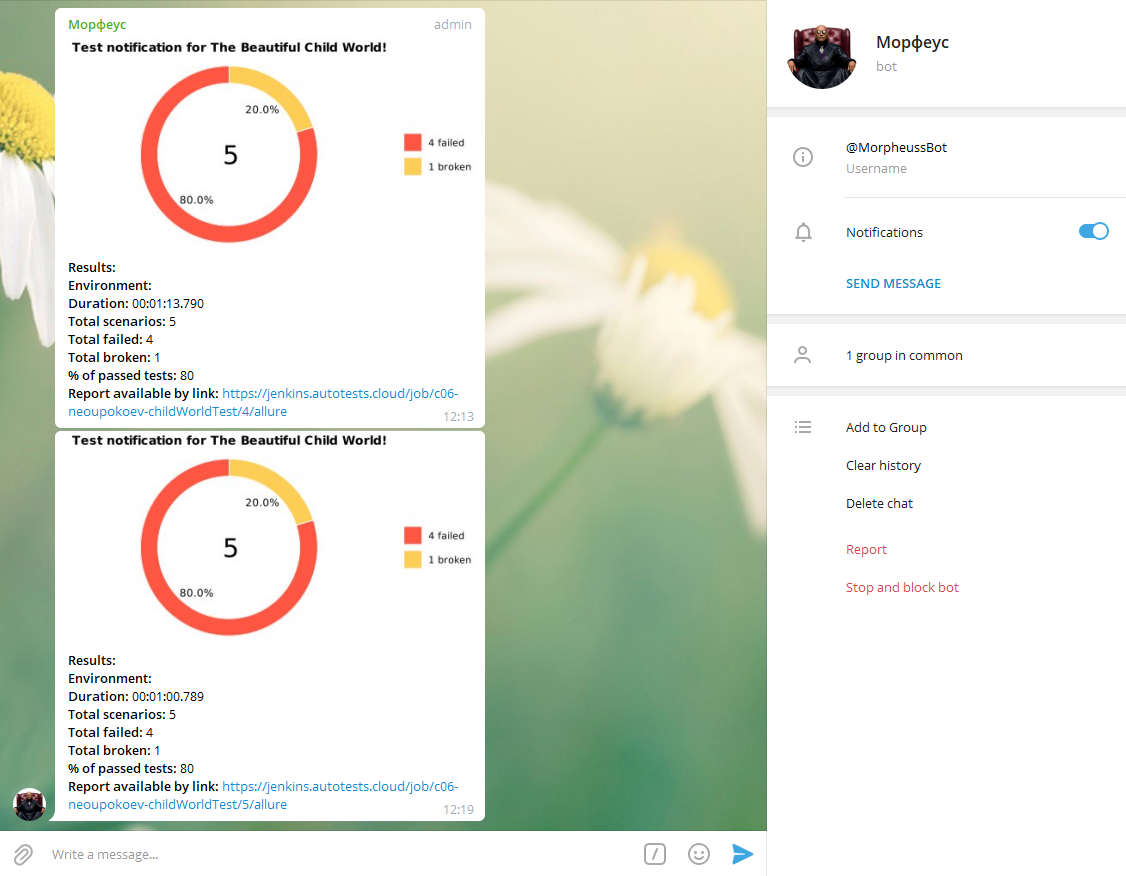 Морфеус
admin
Test notification for The Beautiful Child World!
20.0%
5
80.0%
4 failed
1 broken
Results:
Environment:
Duration: 00:01:13.790
Total scenarios: 5
Total failed: 4
Total broken: 1
% of passed tests: 80
Report available by link: https://jenkins.autotests.cloud/job/c06-
neoupokoev-childWorldTest/4/allure
12:13
Test notification for The Beautiful Child World!
20.0%
5
80.0%
4 failed
1 broken
Results:
Environment:
Duration: 00:01:00.789
Total scenarios: 5
Total failed: 4
Total broken: 1
% of passed tests: 80
Report available by link: https://jenkins.autotests.cloud/job/c06-
neoupokoev-childWorldTest/5/allure
12:19
Write a message...
Морфеус
bot
@MorpheussBot
Username
Notifications
SEND MESSAGE
1 group in common
Add to Group
Clear history
Delete chat
Report
Stop and block bot